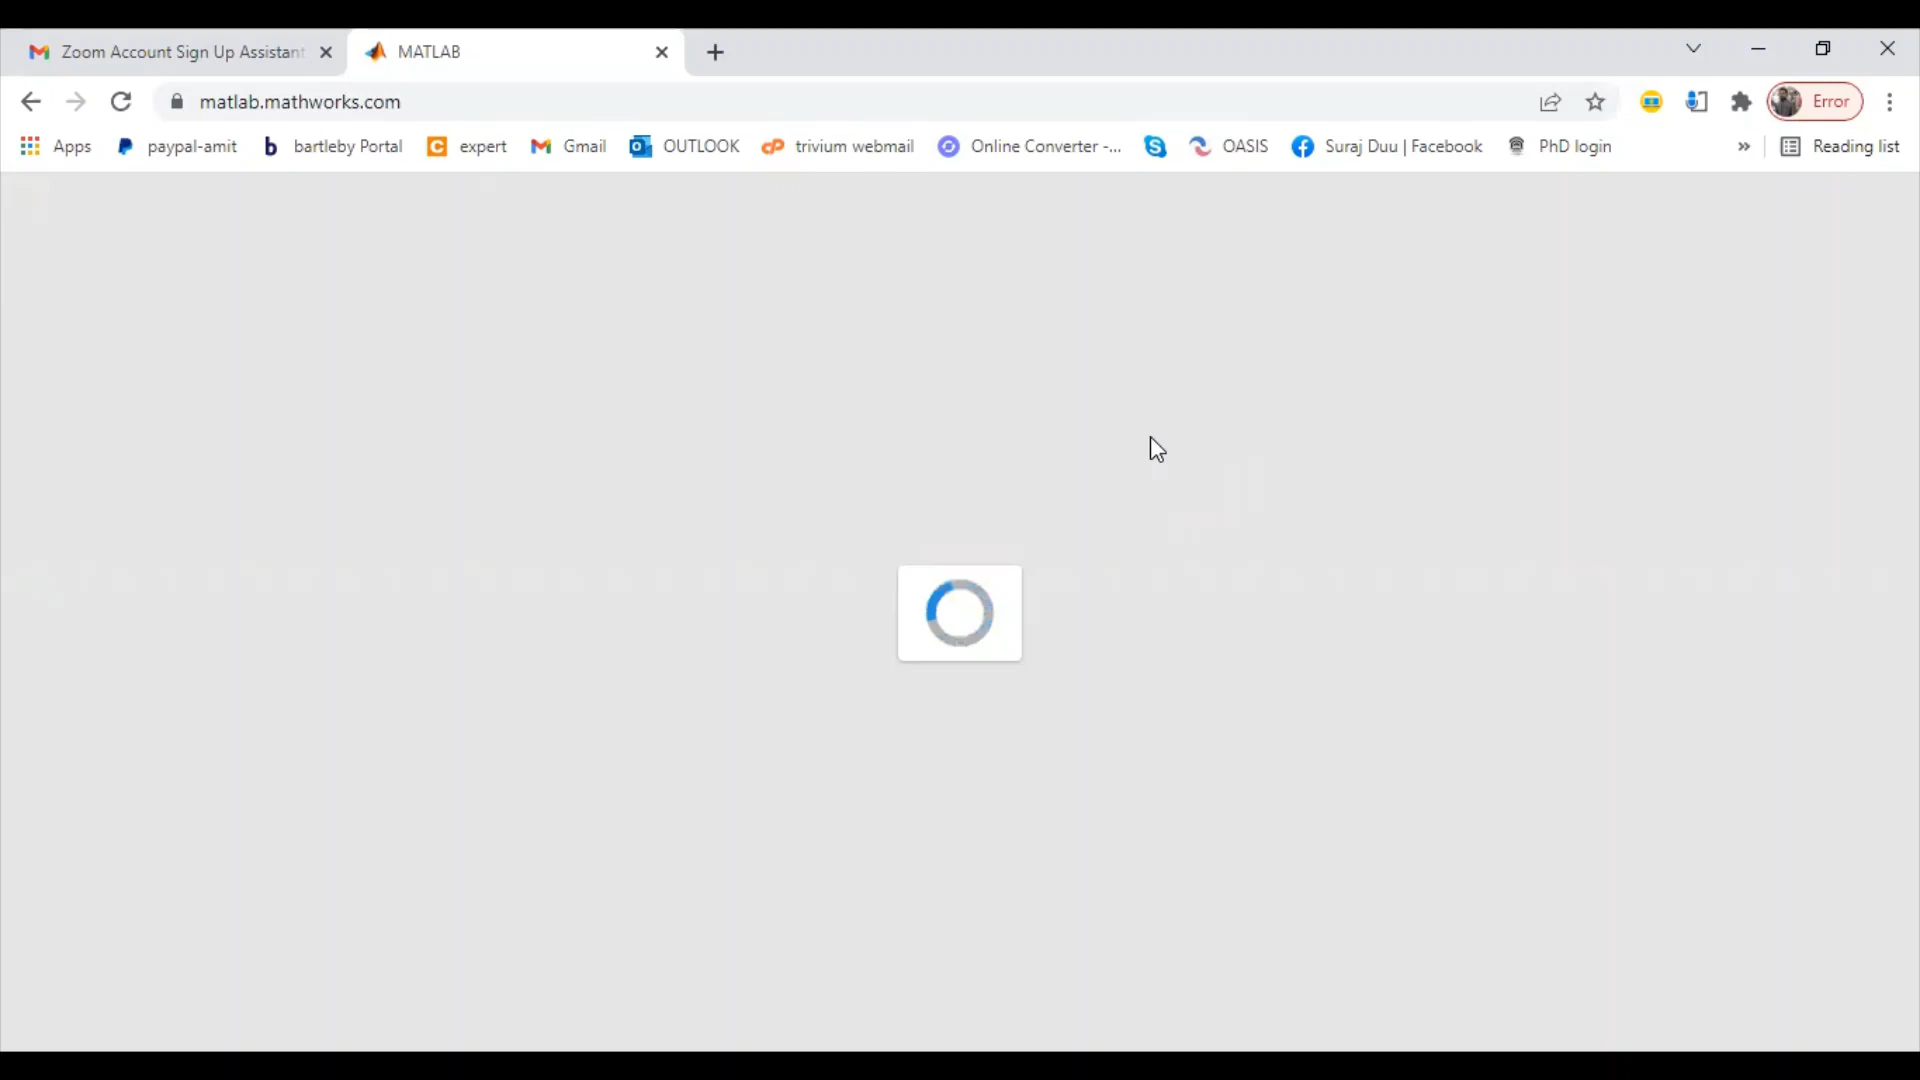 Zoom Account Sign Up Assistant MATLAB
matlab.mathworks.com Error
Apps paypal-amit bartleby Portal expert Gmail OUTLOOK trivium webmail Online Converter -... OASIS Suraj Duu | Facebook PhD login » Reading list